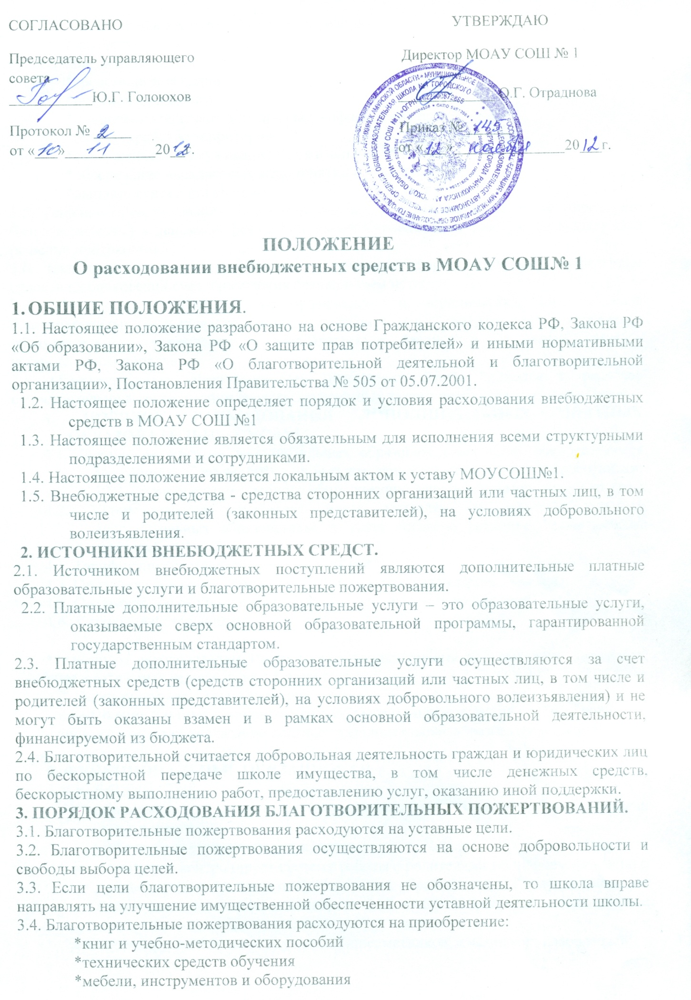 СОГЛАСОВАНО
УТВЕРЖДАЮ
Председатель управляющего
совета
Директор МОАУ СОШ № 1
____________Ю.Г. Голоюхов
О.Г. Отраднова
Протокол № 2
Приказ № 145
от «10» 11 2012г.
от «12» ноября 2012г.
ПОЛОЖЕНИЕ
О расходовании внебюджетных средств в МОАУ СОШ№ 1
1. ОБЩИЕ ПОЛОЖЕНИЯ.
1.1. Настоящее положение разработано на основе Гражданского кодекса РФ, Закона РФ
«Об образовании», Закона РФ «О защите прав потребителей» и иными нормативными
актами РФ, Закона РФ «О благотворительной деятельной и благотворительной
организации», Постановления Правительства № 505 от 05.07.2001.
1.2. Настоящее положение определяет порядок и условия расходования внебюджетных
средств в МОАУ СОШ №1
1.3. Настоящее положение является обязательным для исполнения всеми структурными
подразделениями и сотрудниками.
1.4. Настоящее положение является локальным актом к уставу МОУСОШ№1.
1.5. Внебюджетные средства - средства сторонних организаций или частных лиц, в том
числе и родителей (законных представителей), на условиях добровольного
волеизъявления.
2. ИСТОЧНИКИ ВНЕБЮДЖЕТНЫХ СРЕДСТ.
2.1. Источником внебюджетных поступлений являются дополнительные платные
образовательные услуги и благотворительные пожертвования.
2.2. Платные дополнительные образовательные услуги – это образовательные услуги,
оказываемые сверх основной образовательной программы, гарантированной
государственным стандартом.
2.3. Платные дополнительные образовательные услуги осуществляются за счет
внебюджетных средств (средств сторонних организаций или частных лиц, в том числе и
родителей (законных представителей), на условиях добровольного волеизъявления) и не
могут быть оказаны взамен и в рамках основной образовательной деятельности,
финансируемой из бюджета.
2.4. Благотворительной считается добровольная деятельность граждан и юридических лиц
по бескорыстной передаче школе имущества, в том числе денежных средств,
бескорыстному выполнению работ, предоставлению услуг, оказанию иной поддержки.
3. ПОРЯДОК РАСХОДОВАНИЯ БЛАГОТВОРИТЕЛЬНЫХ ПОЖЕРТВОВАНИЙ.
3.1. Благотворительные пожертвования расходуются на уставные цели.
3.2. Благотворительные пожертвования осуществляются на основе добровольности и
свободы выбора целей.
3.3. Если цели благотворительные пожертвования не обозначены, то школа вправе
направлять на улучшение имущественной обеспеченности уставной деятельности школы.
3.4. Благотворительные пожертвования расходуются на приобретение:
*книг и учебно-методических пособий
*технических средств обучения
*мебели, инструментов и оборудования